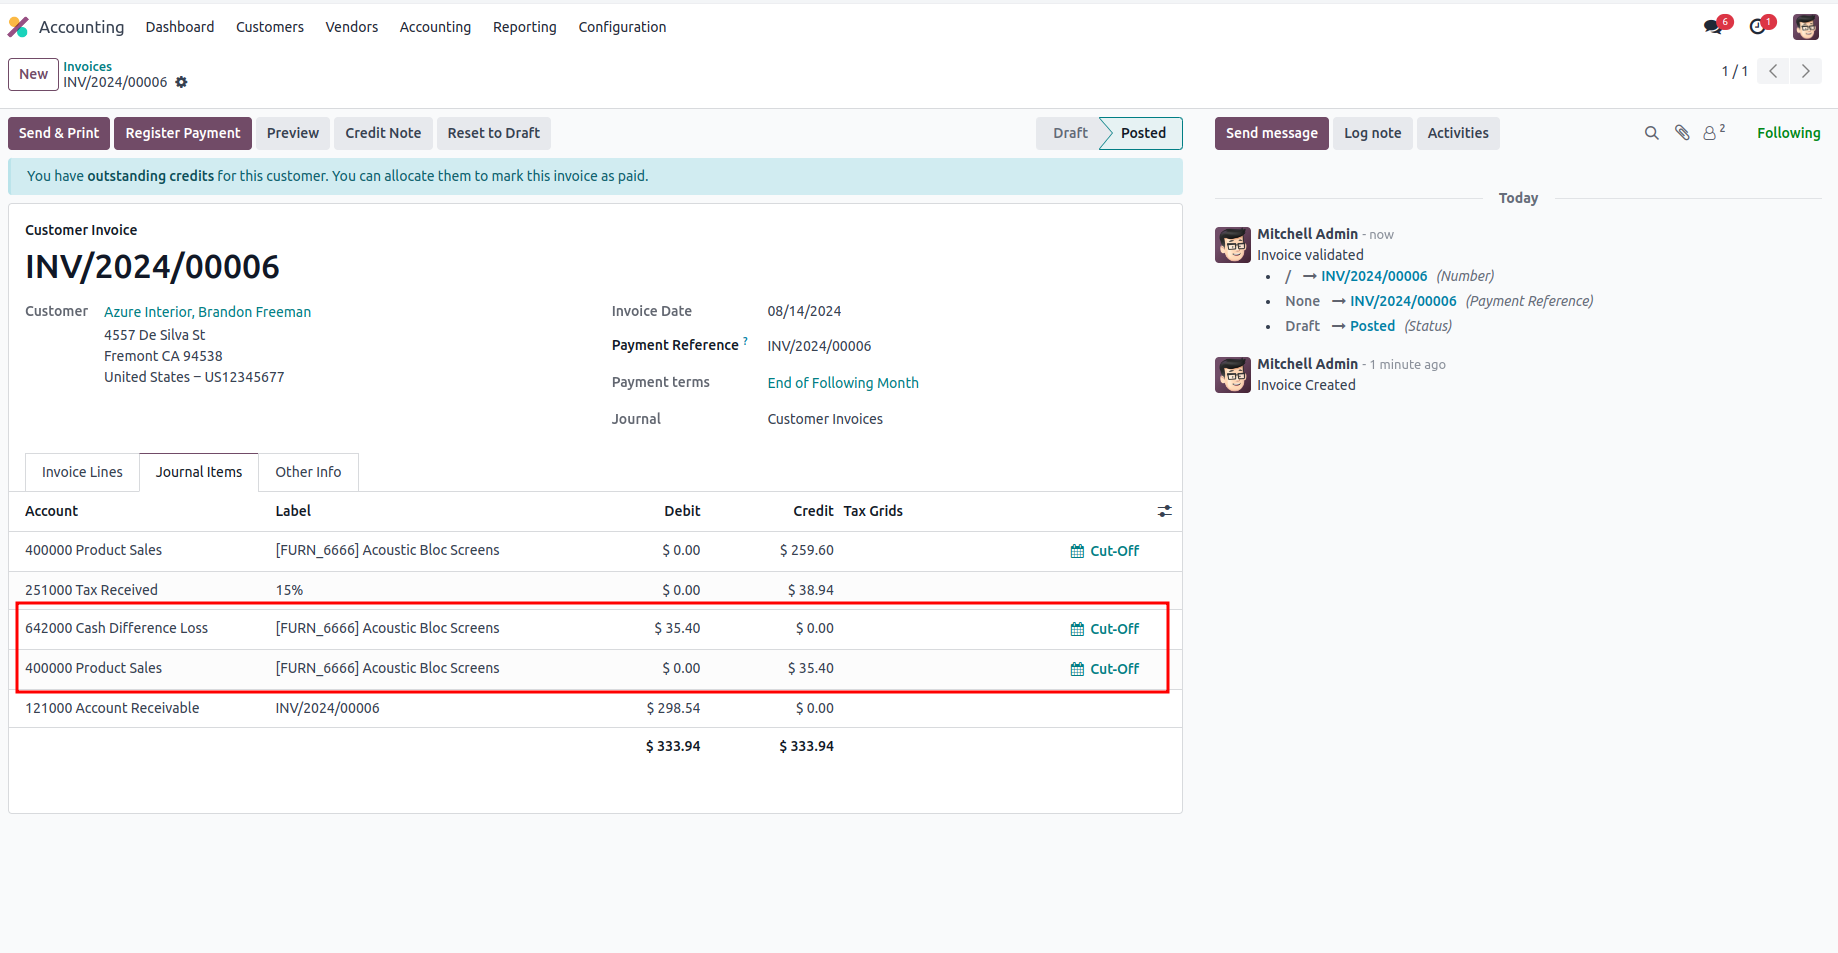 Accounting Dashboard Customers Vendors Accounting Reporting Configuration 6 1
New Invoices
INV/2024/00006
1 / 1
Send & Print Register Payment Preview Credit Note Reset to Draft Draft Posted
Send message Log note Activities 2 Following
You have outstanding credits for this customer. You can allocate them to mark this invoice as paid.
Customer Invoice
INV/2024/00006
Customer Azure Interior, Brandon Freeman
4557 De Silva St
Fremont CA 94538
United States – US12345677
Invoice Date 08/14/2024
Payment Reference ? INV/2024/00006
Payment terms End of Following Month
Journal Customer Invoices
Invoice Lines Journal Items Other Info
Account Label Debit Credit Tax Grids
400000 Product Sales [FURN_6666] Acoustic Bloc Screens $ 0.00 $ 259.60 Cut-Off
251000 Tax Received 15% $ 0.00 $ 38.94
642000 Cash Difference Loss [FURN_6666] Acoustic Bloc Screens $ 35.40 $ 0.00 Cut-Off
400000 Product Sales [FURN_6666] Acoustic Bloc Screens $ 0.00 $ 35.40 Cut-Off
121000 Account Receivable INV/2024/00006 $ 298.54 $ 0.00
$ 333.94 $ 333.94
Today
Mitchell Admin - now
Invoice validated
• / → INV/2024/00006 (Number)
• None → INV/2024/00006 (Payment Reference)
• Draft → Posted (Status)
Mitchell Admin - 1 minute ago
Invoice Created